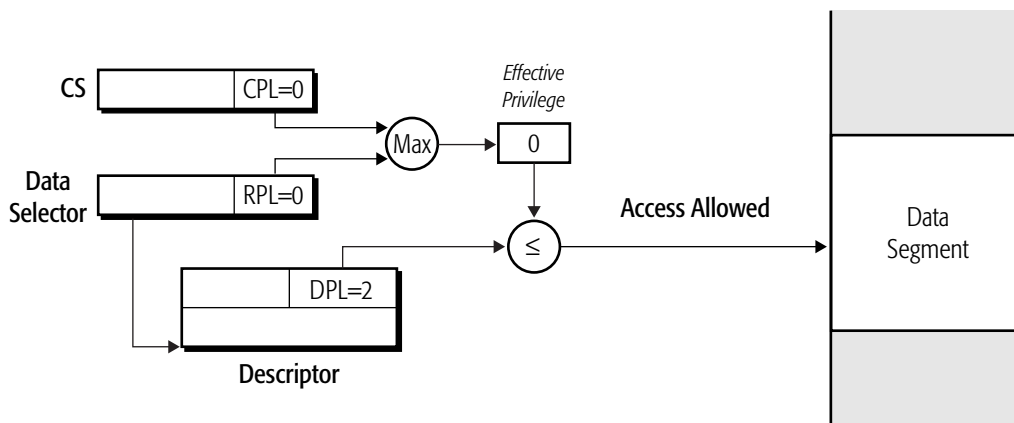 Effective
Privilege
CS
CPL=0
Max
0
Data
Selector
RPL=0
Access Allowed
Data
Segment
≤
DPL=2
Descriptor